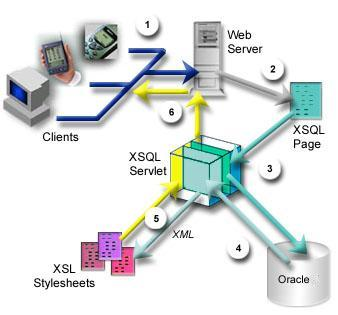 1
Web
Server
2
6
Clients
XSQL
Page
XSQL
Servlet
3
5
XML
4
XSL
Stylesheets
Oracle